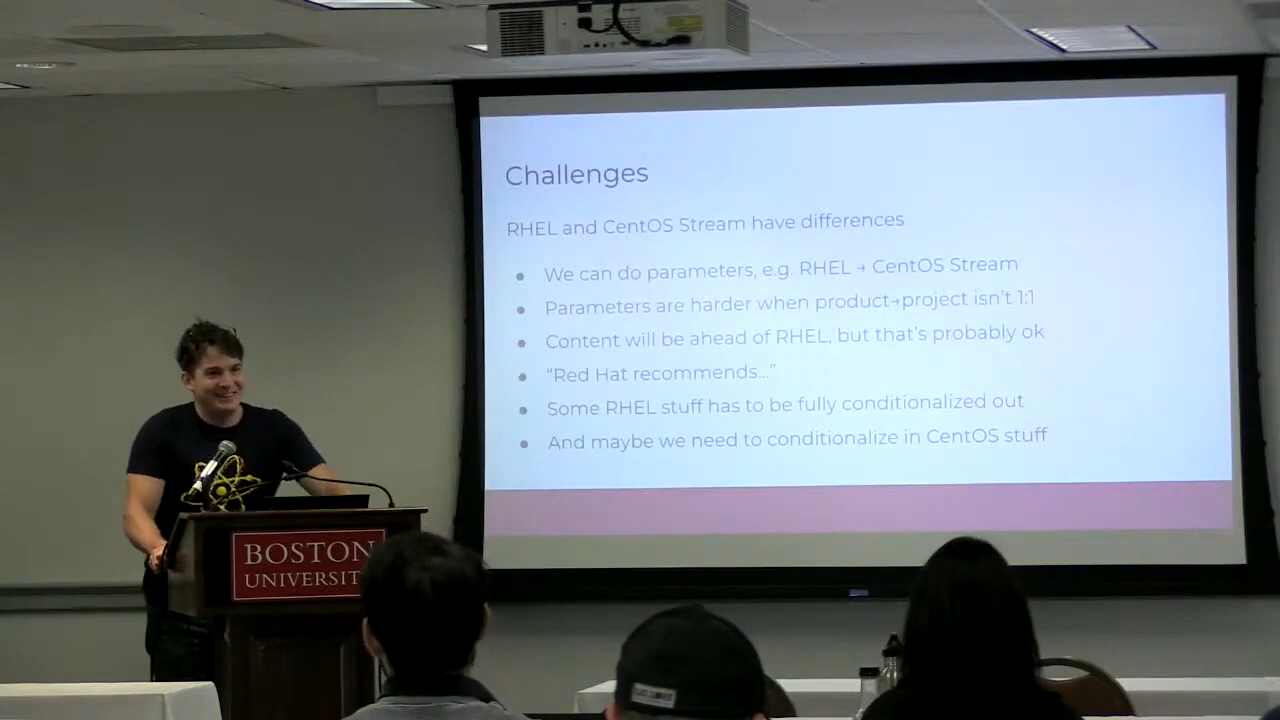 Challenges
RHEL and CentOS Stream have differences
● We can do parameters, e.g. RHEL → CentOS Stream
● Parameters are harder when product→project isn't 1:1
● Content will be ahead of RHEL, but that's probably ok
● “Red Hat recommends...”
● Some RHEL stuff has to be fully conditionalized out
● And maybe we need to conditionalize in CentOS stuff
BOSTON
UNIVERSIT